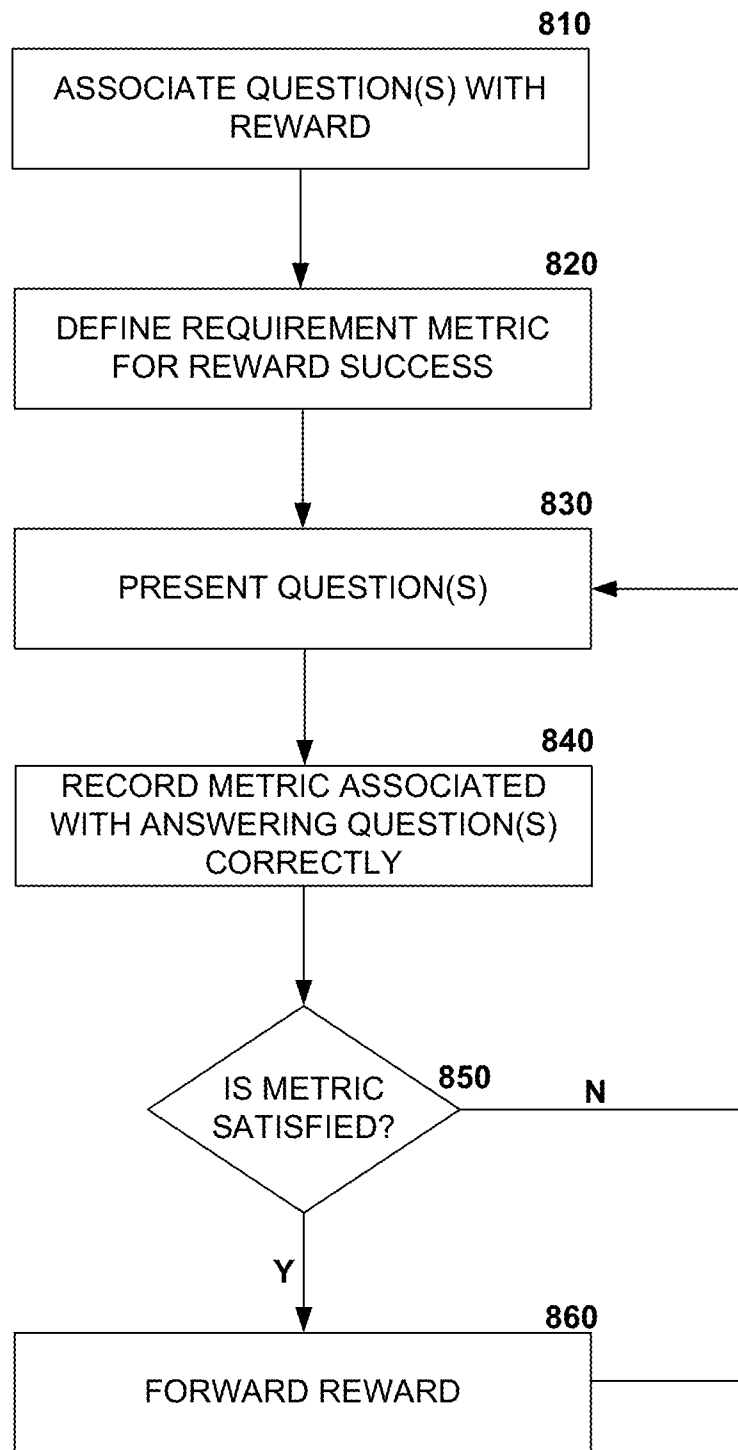 810
ASSOCIATE QUESTION(S) WITH
REWARD
820
DEFINE REQUIREMENT METRIC
FOR REWARD SUCCESS
830
PRESENT QUESTION(S)
840
RECORD METRIC ASSOCIATED
WITH ANSWERING QUESTION(S)
CORRECTLY
850
IS METRIC
SATISFIED?
N
Y
860
FORWARD REWARD